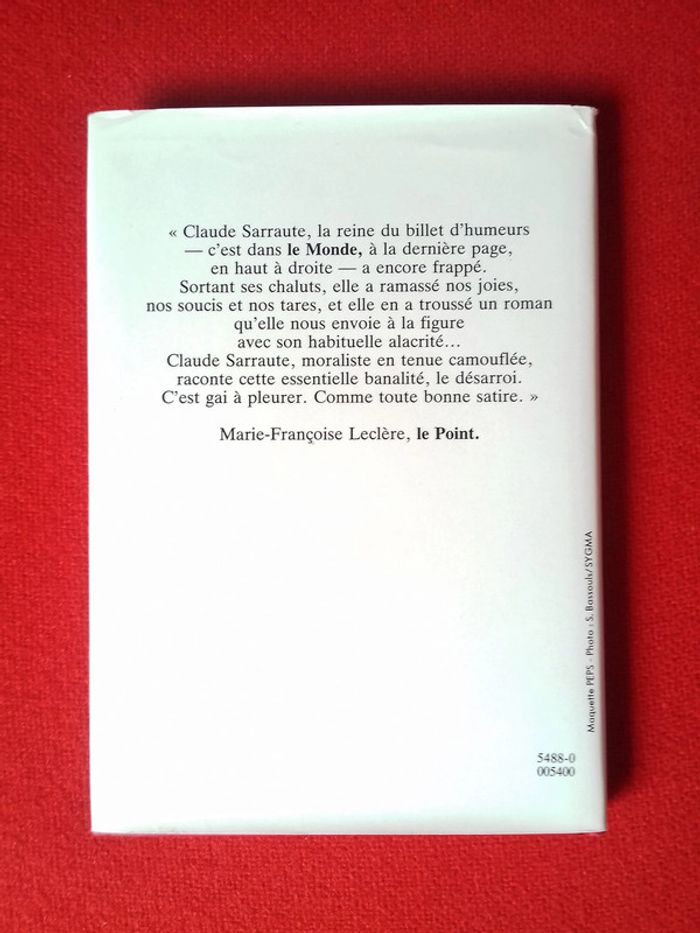 « Claude Sarraute, la reine du billet d'humeurs
— c'est dans le Monde, à la dernière page,
en haut à droite — a encore frappé.
Sortant ses chaluts, elle a ramassé nos joies,
nos soucis et nos tares, et elle en a troussé un roman
qu'elle nous envoie à la figure
avec son habituelle alacrité...
Claude Sarraute, moraliste en tenue camouflée,
raconte cette essentielle banalité, le désarroi.
C'est gai à pleurer. Comme toute bonne satire. »
Marie-Françoise Leclère, le Point.
Maquette PEPS - Photo : S. Bassouls/SYGMA
5488-0
005400